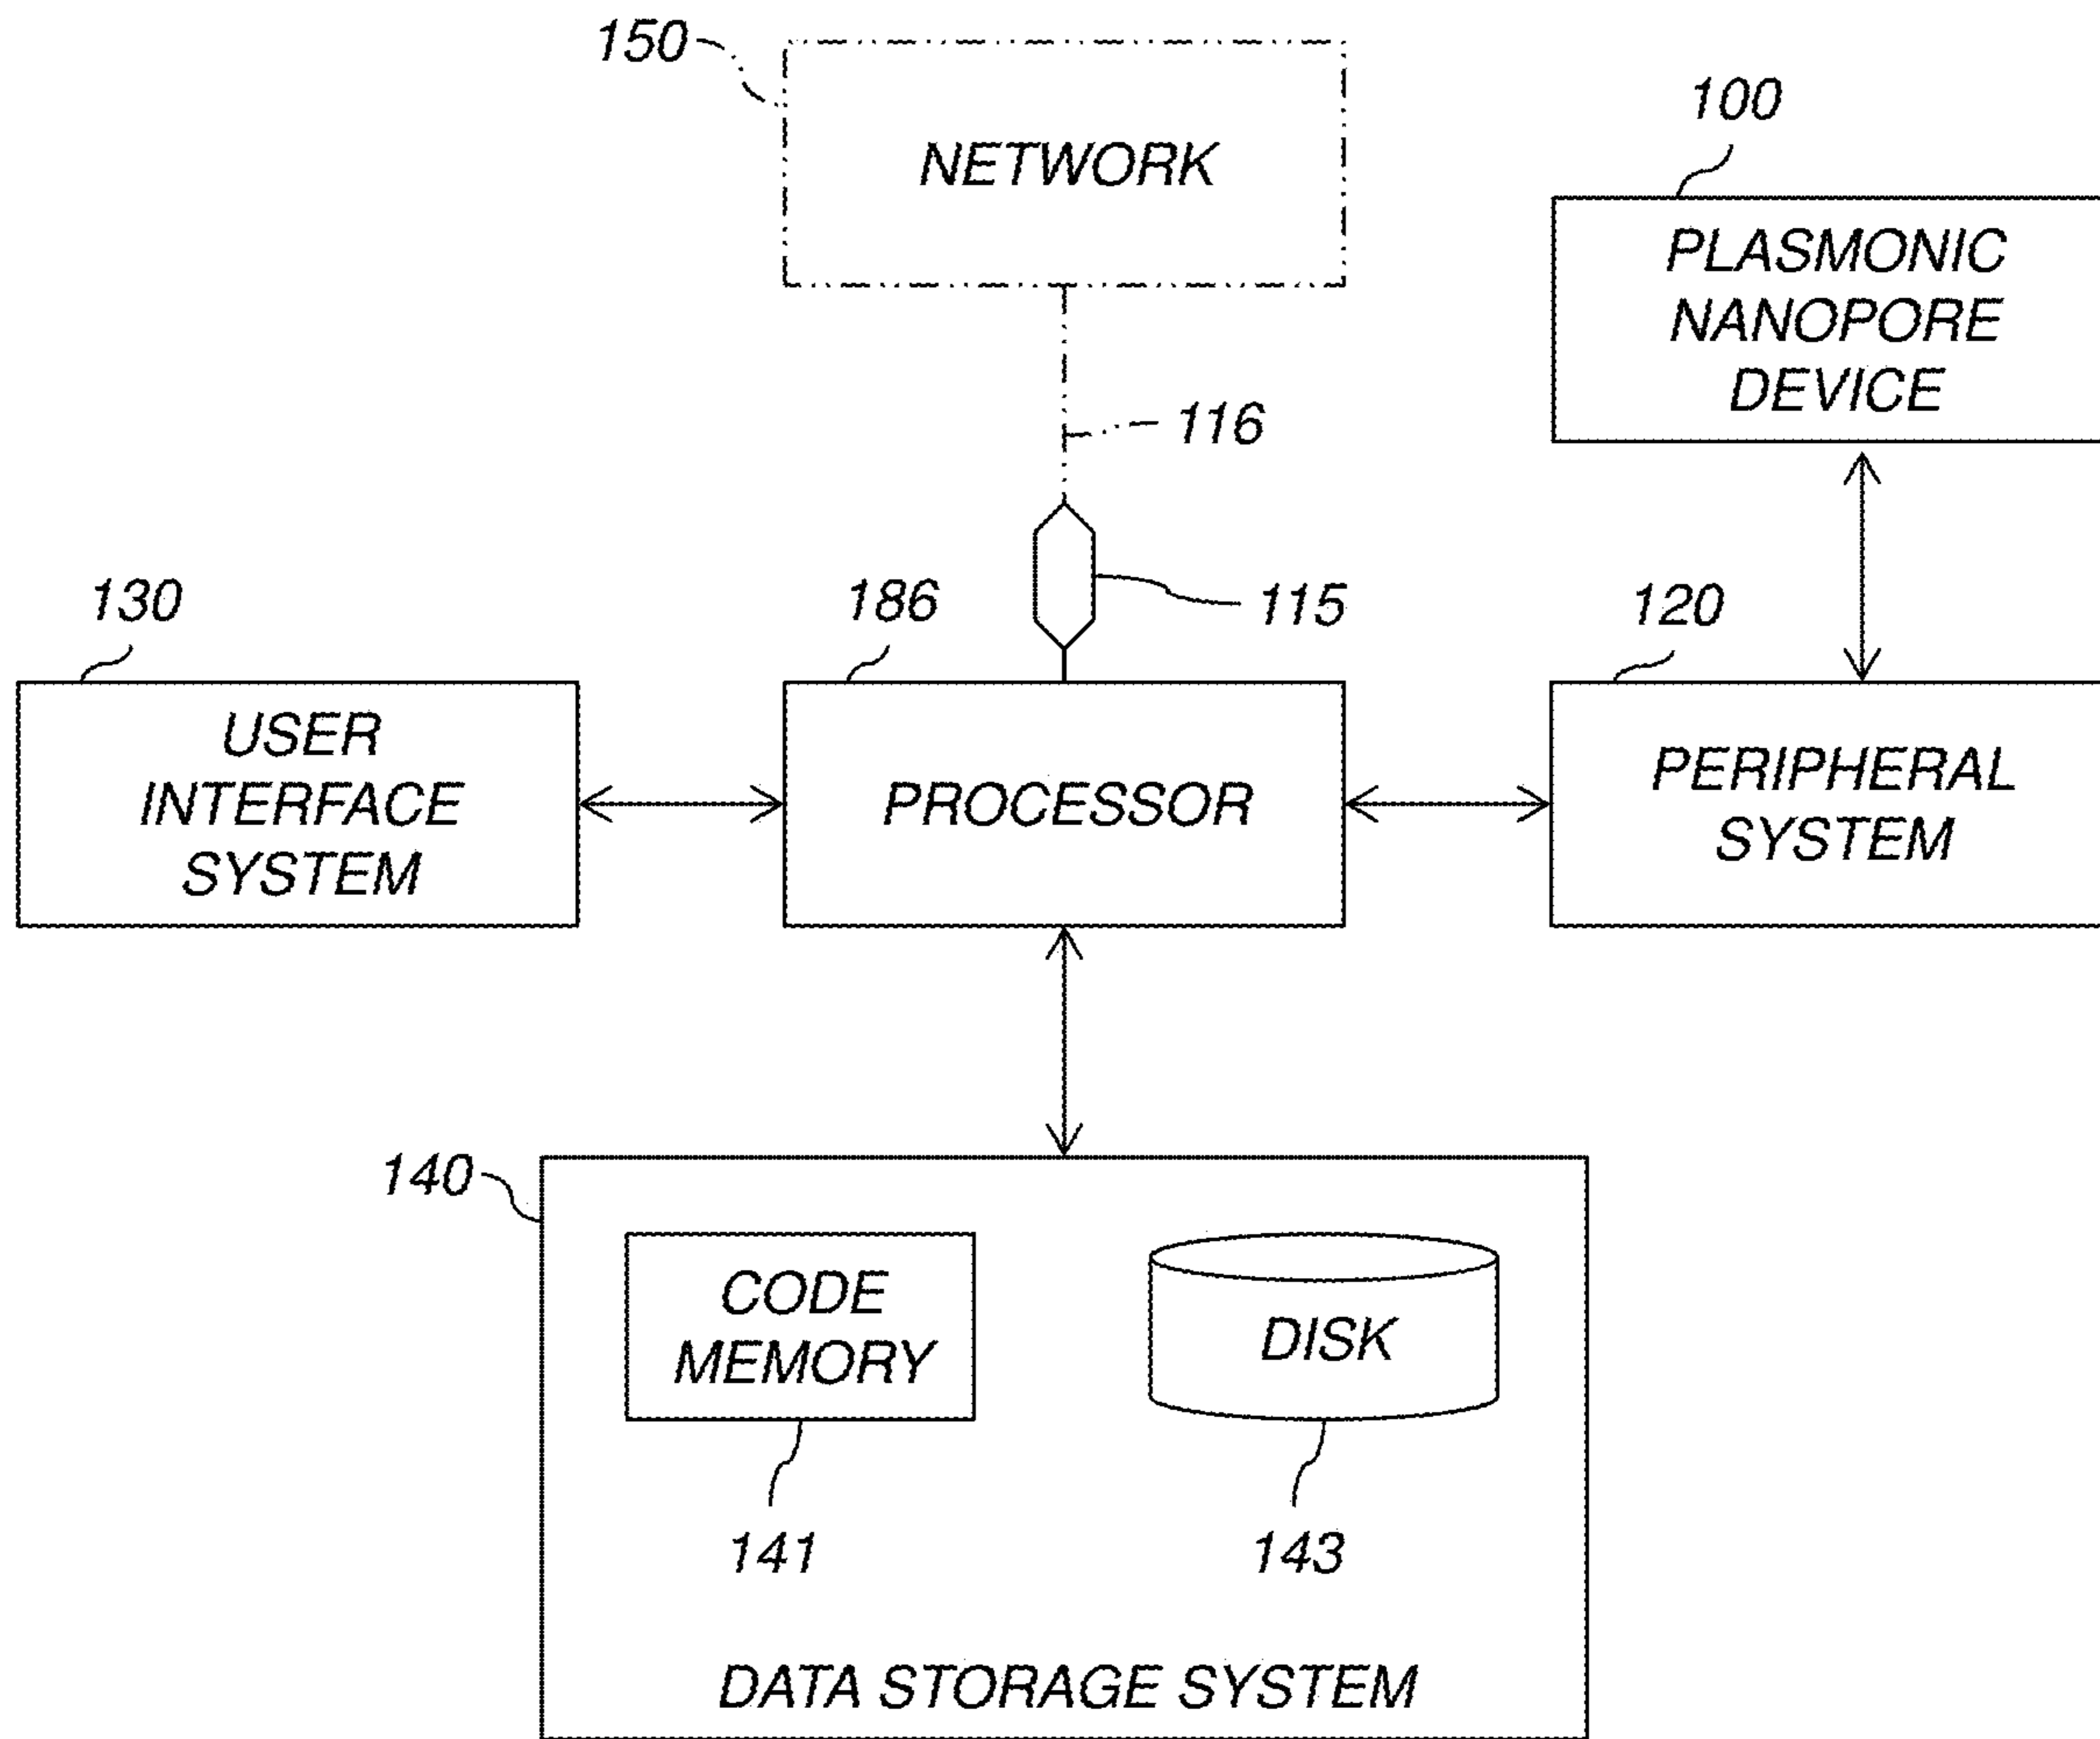 150
NETWORK
100
PLASMONIC
NANOPORE
DEVICE
116
115
130
USER
INTERFACE
SYSTEM
186
PROCESSOR
120
PERIPHERAL
SYSTEM
140
CODE
MEMORY
141
DISK
143
DATA STORAGE SYSTEM